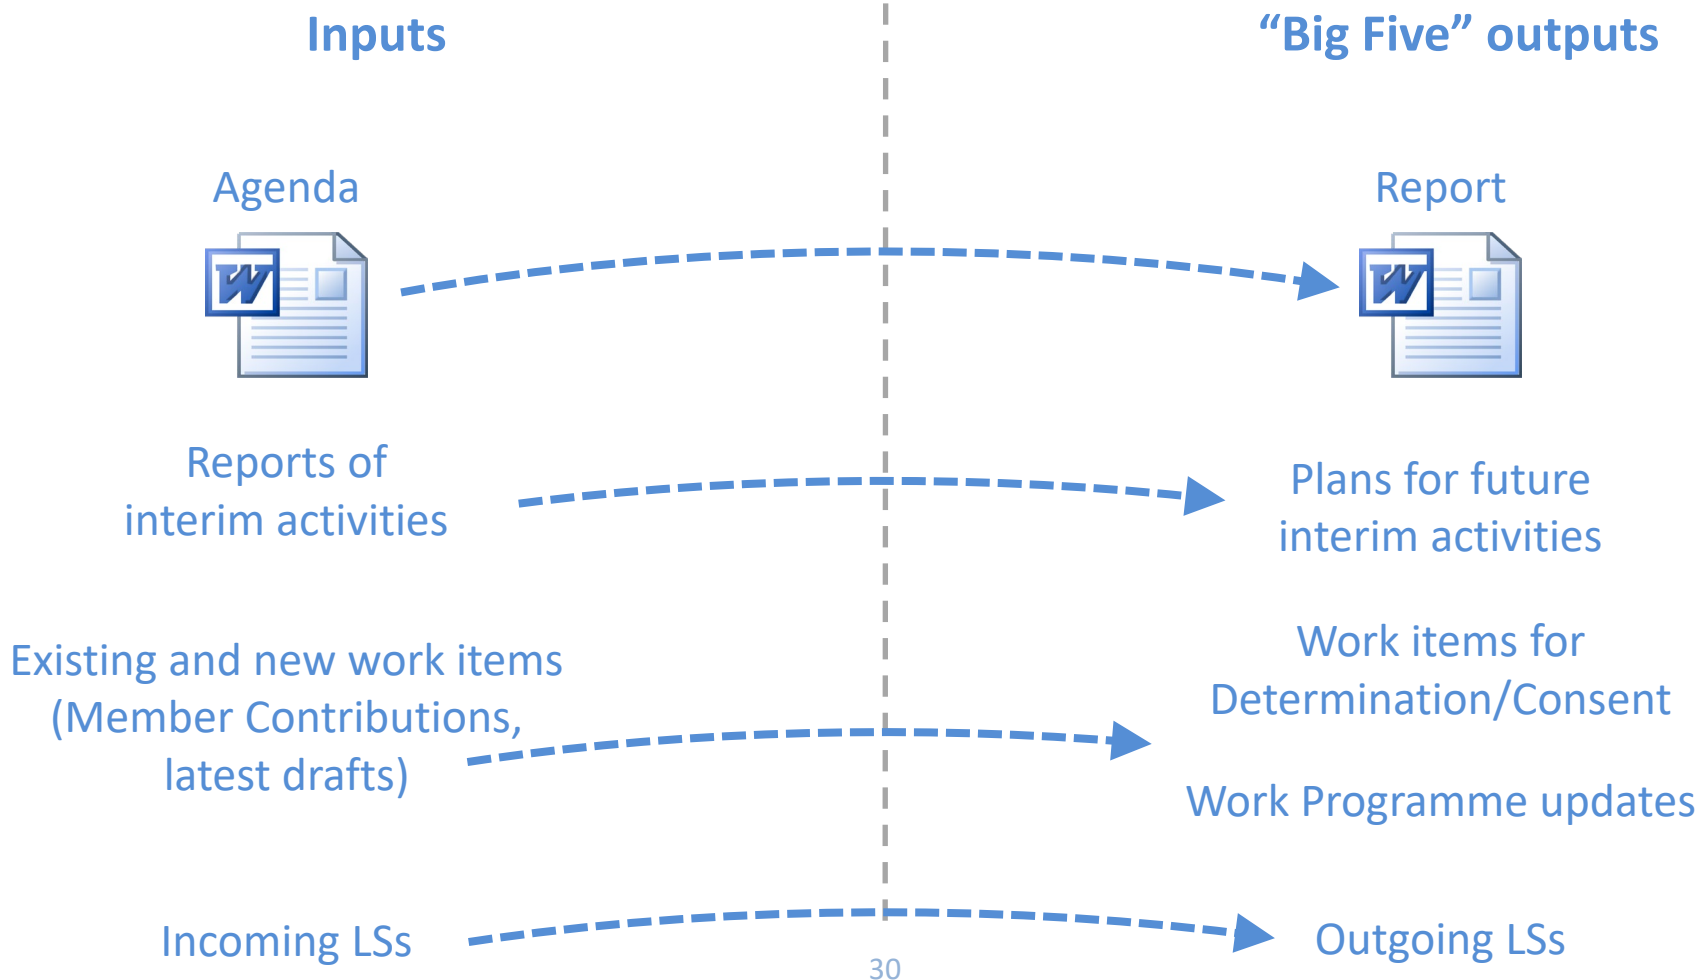 Inputs
“Big Five” outputs
Agenda
Report
W
W
Reports of
interim activities
Plans for future
interim activities
Existing and new work items
(Member Contributions,
latest drafts)
Work items for
Determination/Consent
Work Programme updates
Incoming LSs
Outgoing LSs
30